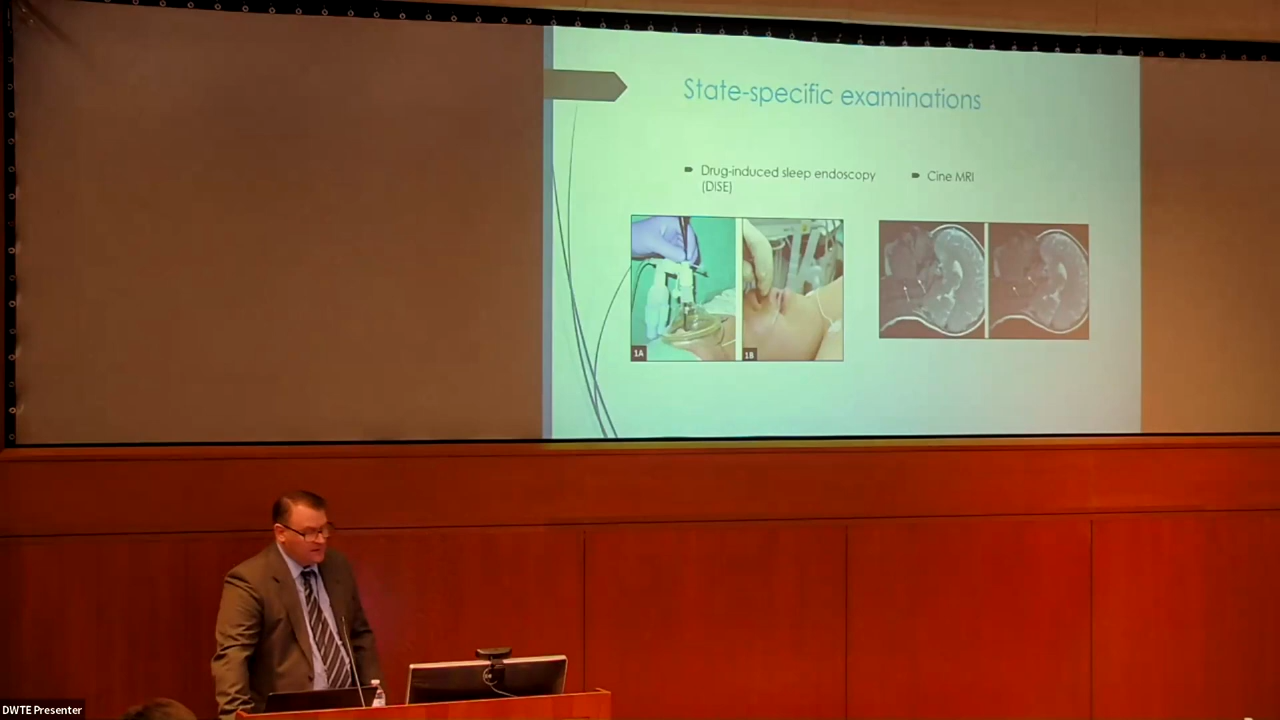 State-specific examinations
Drug-induced sleep endoscopy
(DISE)
Cine MRI
1A
1B
DWTE Presenter